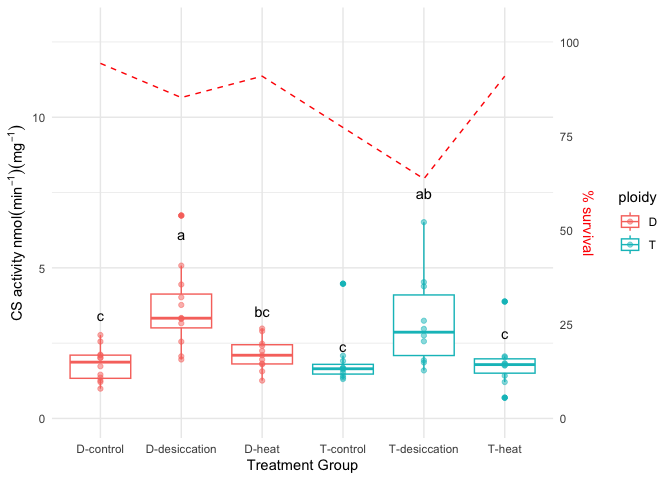 CS activity nmol(min⁻¹)(mg⁻¹)
10
5
0
c
a
bc
c
ab
c
D-control D-desiccation D-heat T-control T-desiccation T-heat
Treatment Group
100
75
50
25
0
% survival
ploidy
D
T